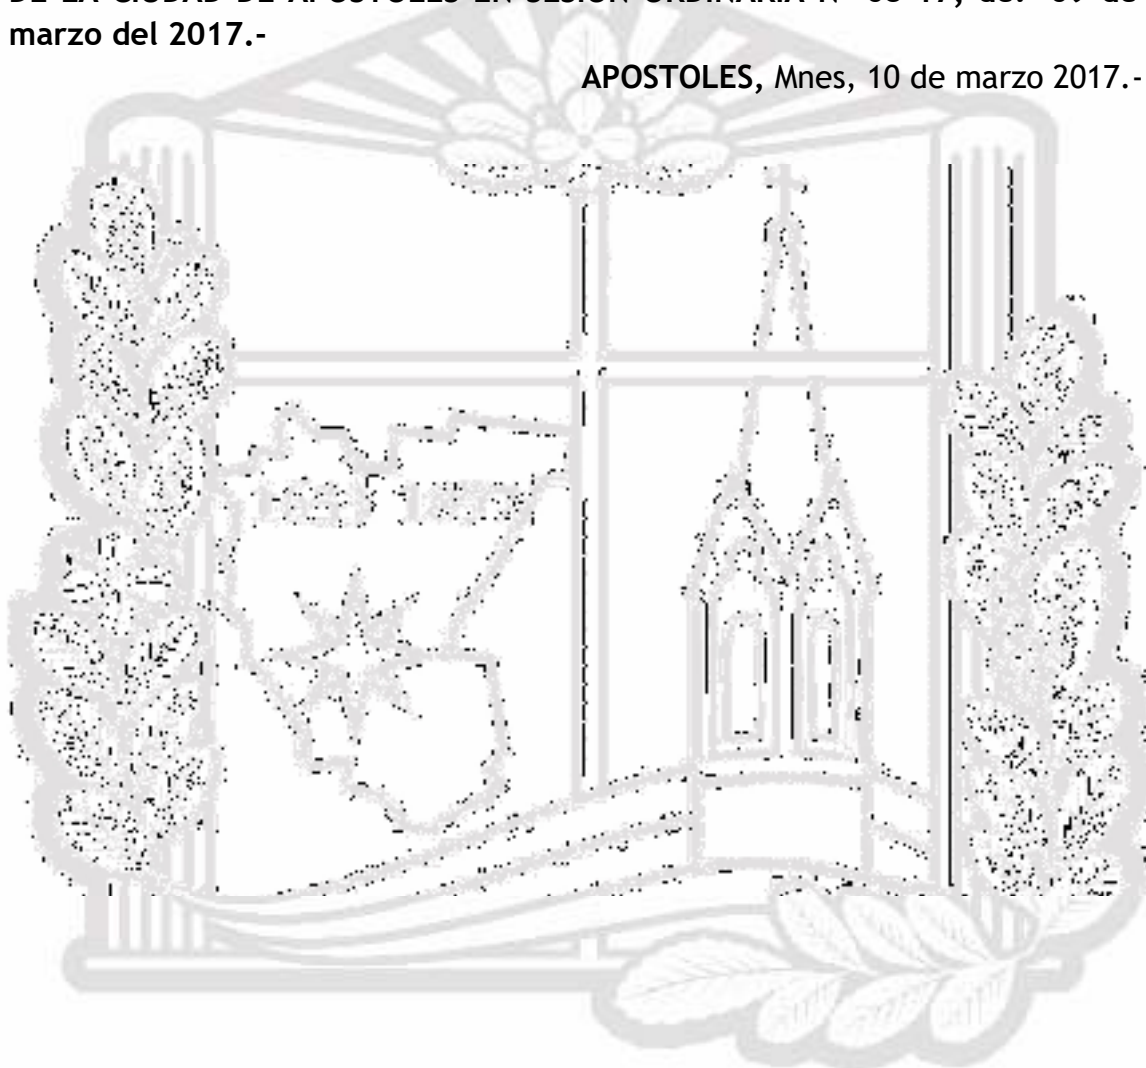 DE LA CIUDAD DE APOSTOLES EN SESION ORDINARIA N°
marzo del 2017.-
APOSTOLES, Mnes, 10 de marzo 2017.-